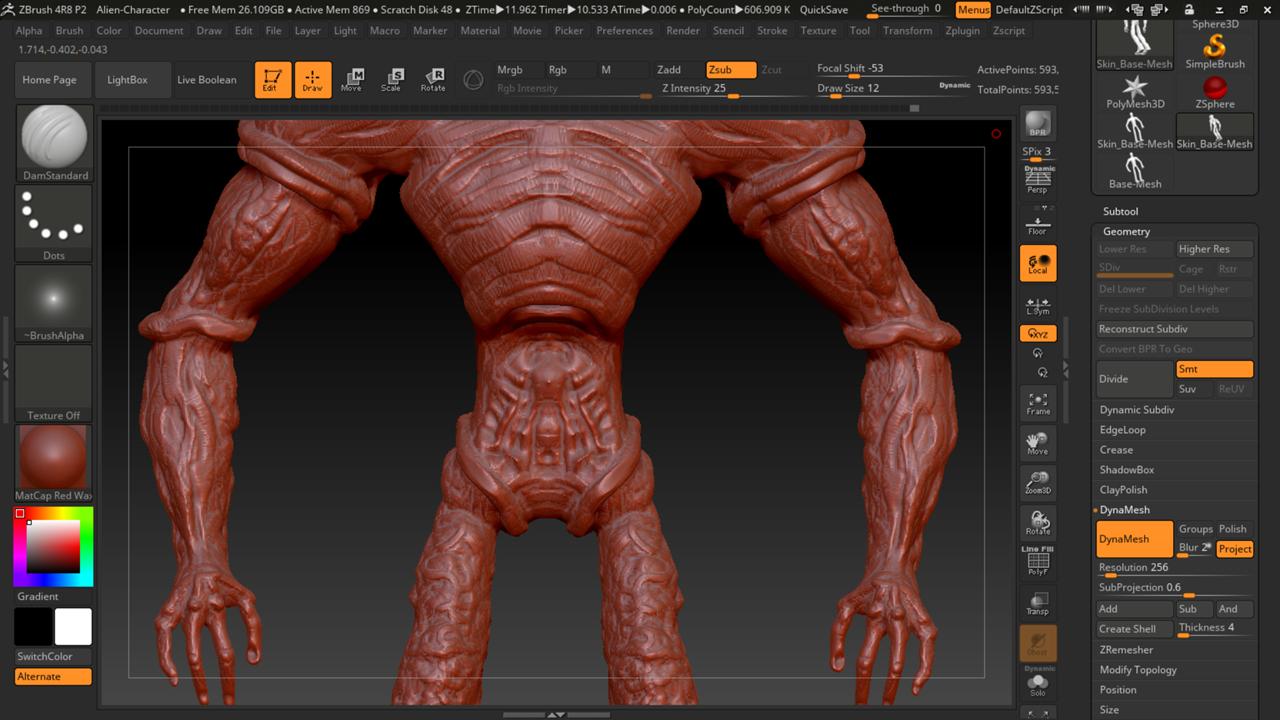 ZBrush 4R8 P2 Alien-Character • Free Mem 26.109GB • Active Mem 869 • Scratch Disk 48 • ZTime▶11.962 Timer▶10.533 ATime▶0.006 • PolyCount▶606.909 K QuickSave See-through 0 Menus DefaultZScript
Alpha Brush Color Document Draw Edit File Layer Light Macro Marker Material Movie Picker Preferences Render Stencil Stroke Texture Tool Transform Zplugin Zscript
1.714,-0.402,-0.043
Home Page LightBox Live Boolean Edit Draw Move Scale Rotate
Mrgb Rgb M Zadd Zsub Zcut Focal Shift -53 ActivePoints: 593,
Rgb Intensity Z Intensity 25 Draw Size 12 Dynamic TotalPoints: 593,5
DamStandard
Dots
~BrushAlpha
Texture Off
MatCap Red Wax
Gradient
SwitchColor
Alternate
BPR
SPix 3
Dynamic
Persp
Floor
Local
L.Sym
XYZ
Frame
Move
Zoom3D
Rotate
Line Fill
PolyF
Transp
Ghost
Dynamic
Solo
Sphere3D
Skin_Base-Mesh SimpleBrush
PolyMesh3D ZSphere
Skin_Base-Mesh Skin_Base-Mesh
Base-Mesh
Subtool
Geometry
Lower Res Higher Res
SDiv Cage Rstr
Del Lower Del Higher
Freeze SubDivision Levels
Reconstruct Subdiv
Convert BPR To Geo
Divide Smt
Suv ReUV
Dynamic Subdiv
EdgeLoop
Crease
ShadowBox
ClayPolish
DynaMesh
DynaMesh Groups Polish
Blur 2 Project
Resolution 256
SubProjection 0.6
Add Sub And
Create Shell Thickness 4
ZRemesher
Modify Topology
Position
Size